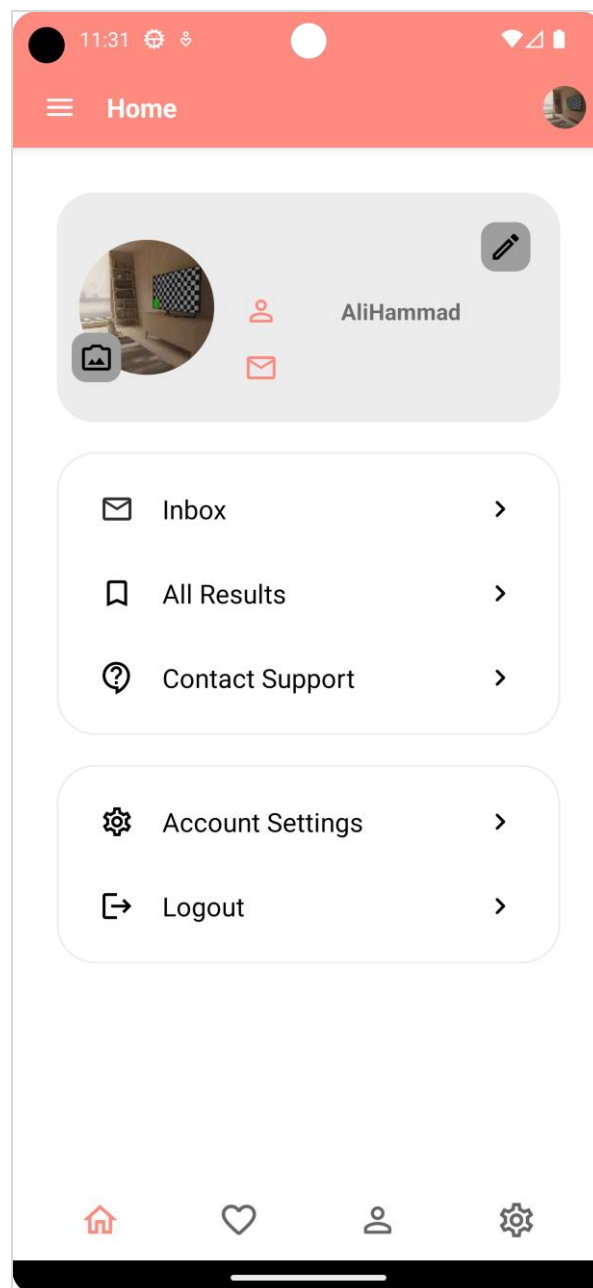 11:31
Home
AliHammad
Inbox
All Results
Contact Support
Account Settings
Logout